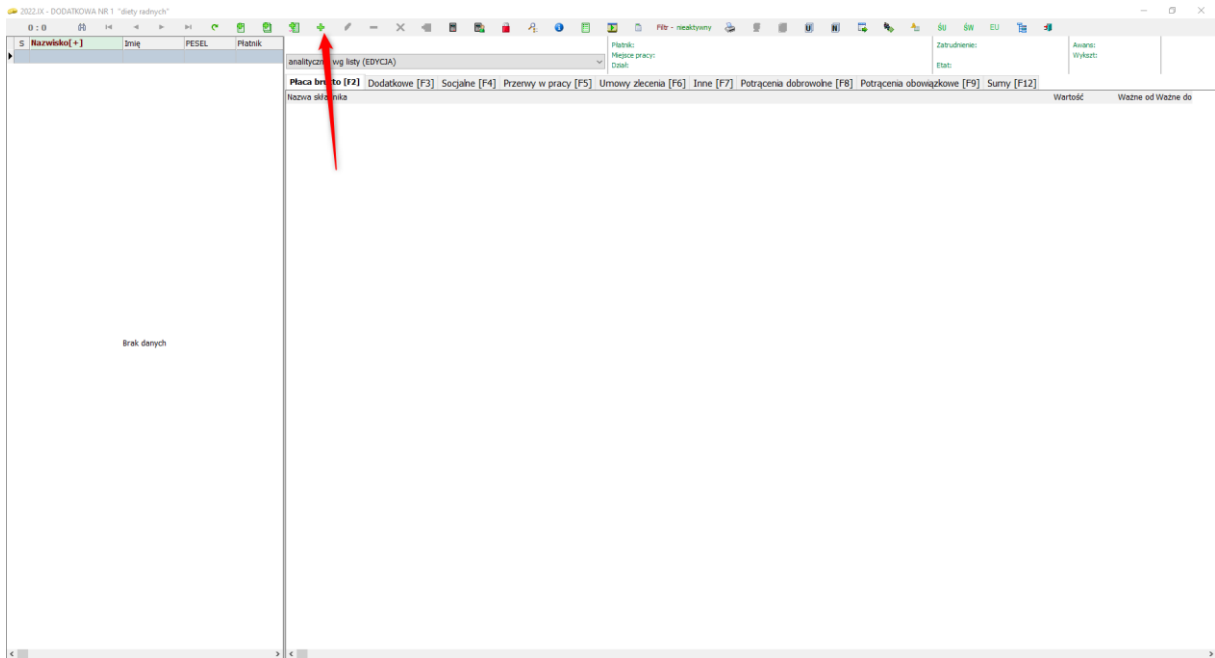 2022.IX - DODATKOWA NR 1 "diety radnych"
0 : 0 Filtr - nieaktywny ŚU ŚW EU
S Nazwisko[+] Imię PESEL Płatnik
analityczna wg listy (EDYCJA)
Płatnik:
Miejsce pracy:
Dział:
Zatrudnienie:
Etat:
Awans:
Wykszt:
Płaca brutto [F2] Dodatkowe [F3] Socjalne [F4] Przerwy w pracy [F5] Umowy zlecenia [F6] Inne [F7] Potrącenia dobrowolne [F8] Potrącenia obowiązkowe [F9] Sumy [F12]
Nazwa składnika Wartość Ważne od Ważne do
Brak danych